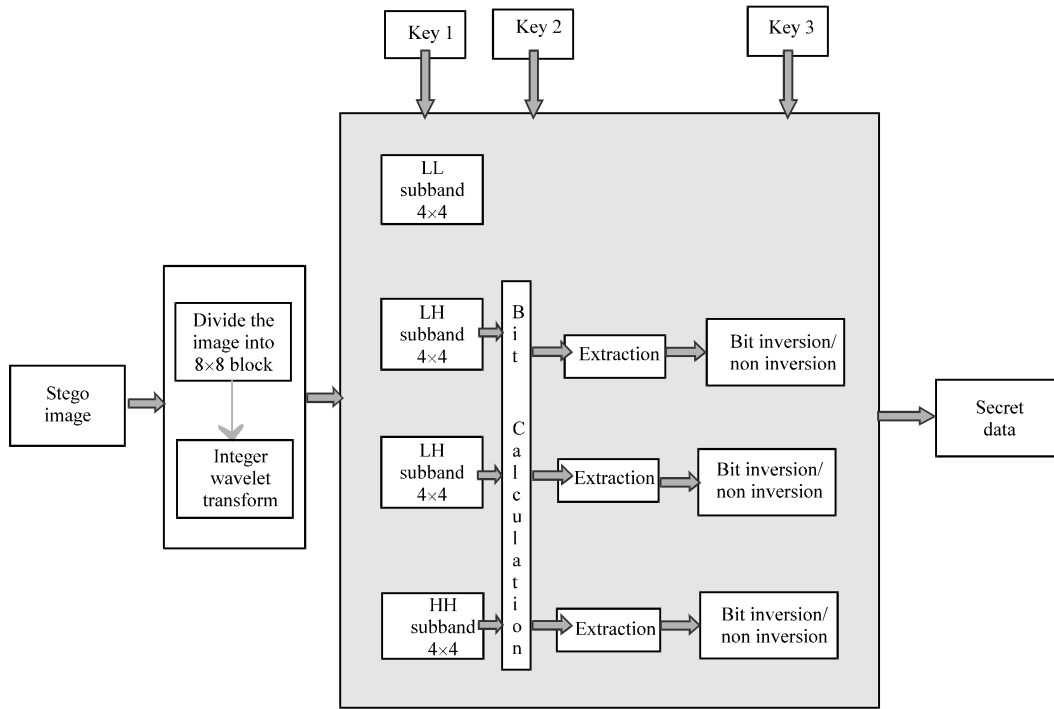 Key 1
Key 2
Key 3
LL
subband
4×4
Divide the
image into
8×8 block
Integer
wavelet
transform
Stego
image
LH
subband
4×4
LH
subband
4×4
HH
subband
4×4
Bit Calculation
Extraction
Bit inversion/
non inversion
Extraction
Bit inversion/
non inversion
Extraction
Bit inversion/
non inversion
Secret
data